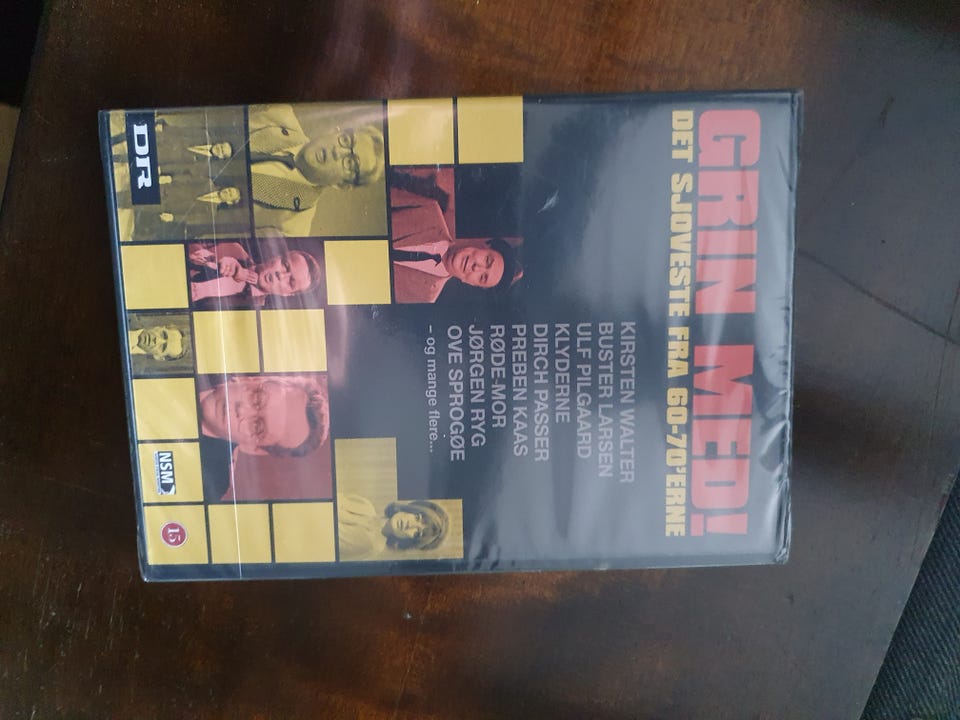 GRIN MED!
DET SJOVESTE FRA 60-70'ERNE
KIRSTEN WALTER
BUSTER LARSEN
ULF PILGAARD
KLYDERNE
DIRCH PASSER
PREBEN KAAS
RØDE-MOR
JØRGEN RYG
OVE SPROGØE
– og mange flere...
DR
NSM
15